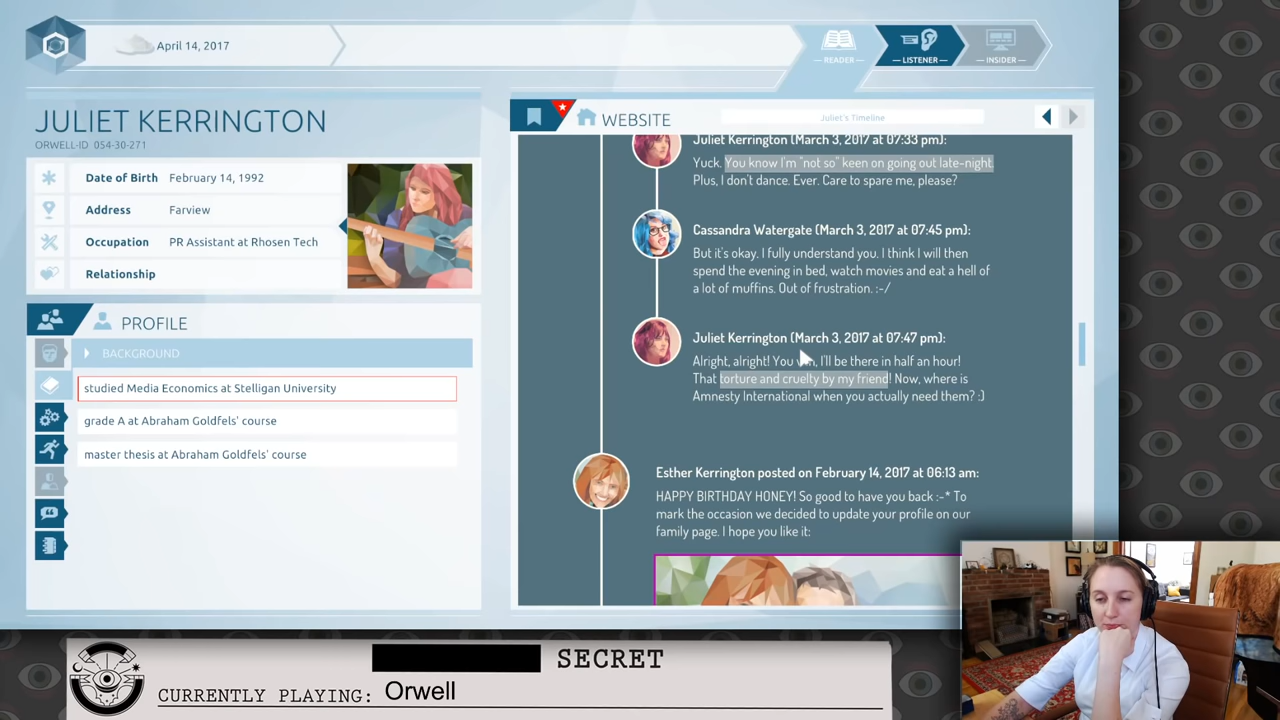 April 14, 2017
READER
LISTENER
INSIDER
JULIET KERRINGTON
ORWELL-ID 054-30-271
Date of Birth February 14, 1992
Address Farview
Occupation PR Assistant at Rhosen Tech
Relationship
PROFILE
BACKGROUND
studied Media Economics at Stelligan University
grade A at Abraham Goldfels' course
master thesis at Abraham Goldfels' course
WEBSITE
Juliet's Timeline
Juliet Kerrington (March 3, 2017 at 07:33 pm):
Yuck. You know I'm "not so" keen on going out late-night.
Plus, I don't dance. Ever. Care to spare me, please?
Cassandra Watergate (March 3, 2017 at 07:45 pm):
But it's okay. I fully understand you. I think I will then
spend the evening in bed, watch movies and eat a hell of
a lot of muffins. Out of frustration. :-/
Juliet Kerrington (March 3, 2017 at 07:47 pm):
Alright, alright! You win, I'll be there in half an hour!
That torture and cruelty by my friend! Now, where is
Amnesty International when you actually need them? :)
Esther Kerrington posted on February 14, 2017 at 06:13 am:
HAPPY BIRTHDAY HONEY! So good to have you back :-* To
mark the occasion we decided to update your profile on our
family page. I hope you like it:
SECRET
CURRENTLY PLAYING: Orwell